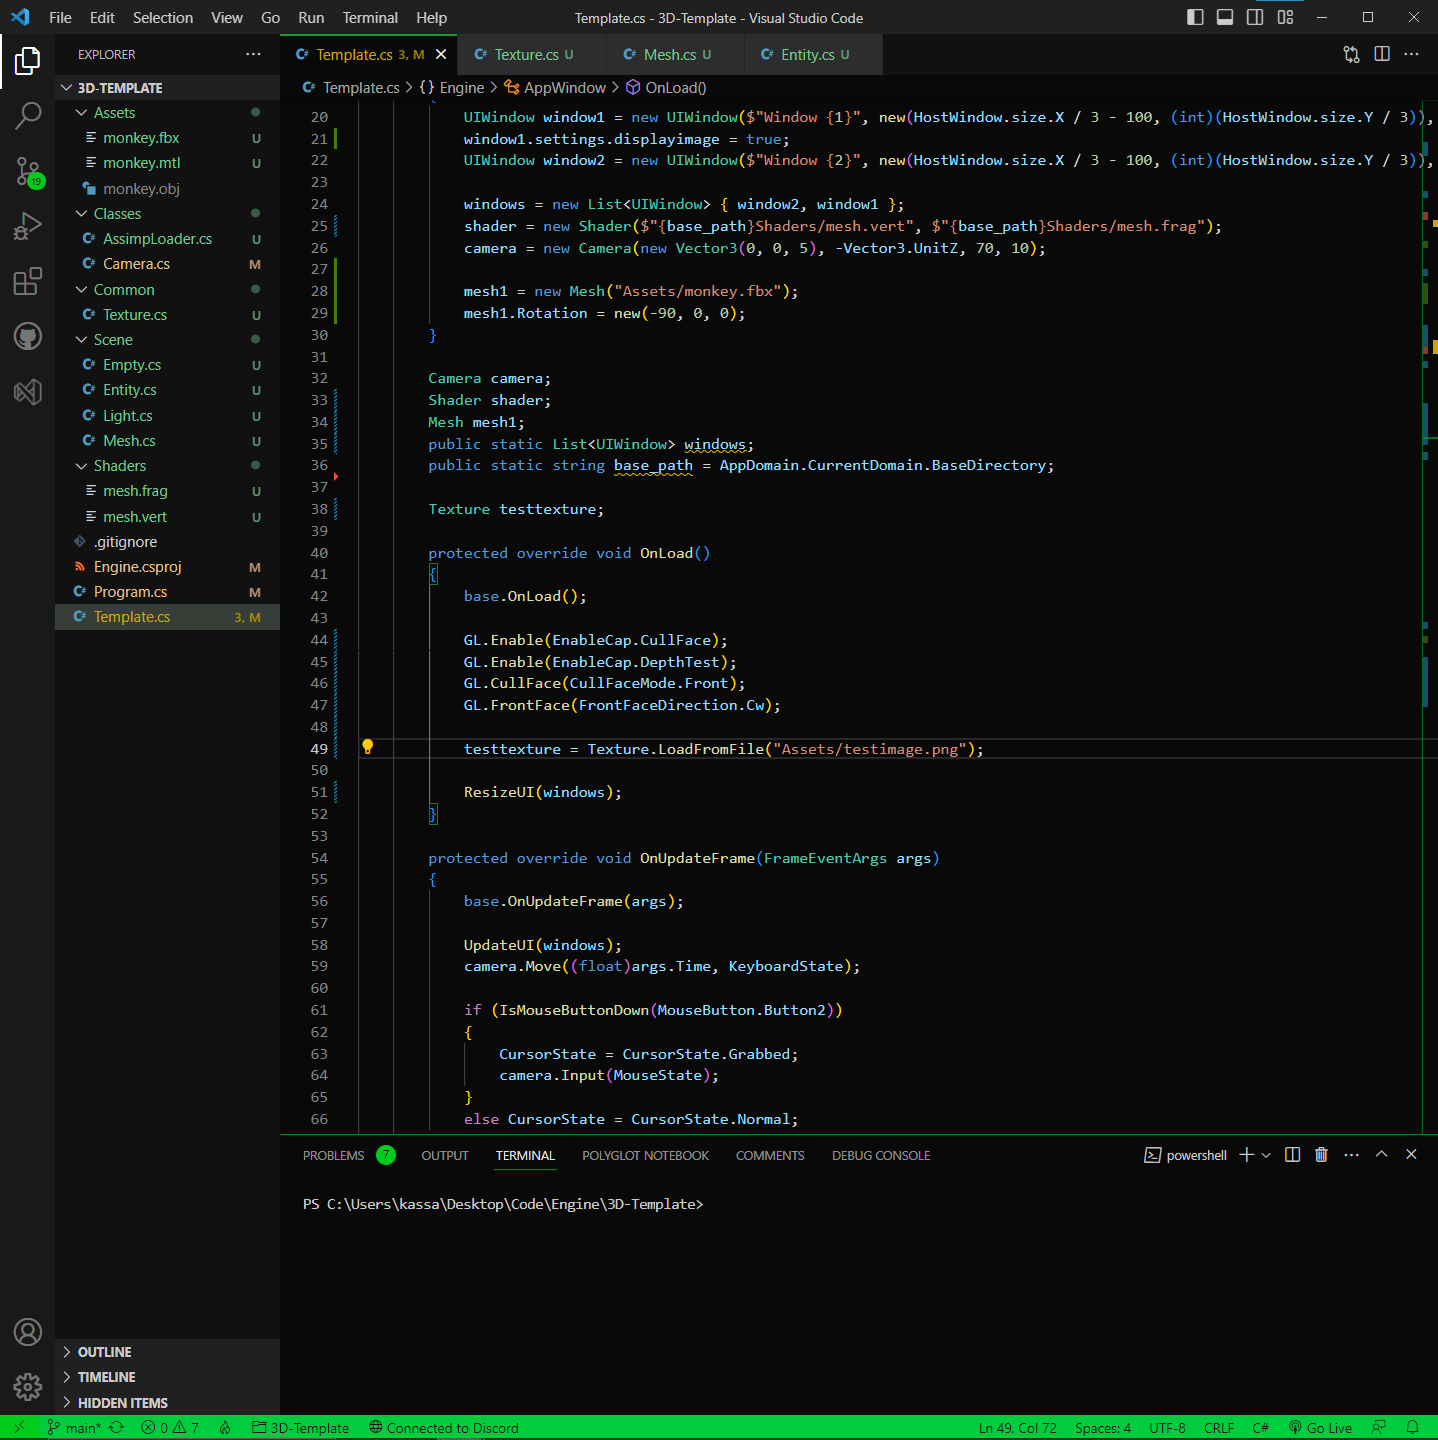 File Edit Selection View Go Run Terminal Help
Template.cs - 3D-Template - Visual Studio Code
EXPLORER
3D-TEMPLATE
Assets
monkey.fbx U
monkey.mtl U
monkey.obj
Classes
AssimpLoader.cs U
Camera.cs M
Common
Texture.cs U
Scene
Empty.cs U
Entity.cs U
Light.cs U
Mesh.cs U
Shaders
mesh.frag U
mesh.vert U
.gitignore
Engine.csproj M
Program.cs M
Template.cs 3, M
19
OUTLINE
TIMELINE
HIDDEN ITEMS
Template.cs 3, M Texture.cs U Mesh.cs U Entity.cs U
Template.cs > {} Engine > AppWindow > OnLoad()
20 UIWindow window1 = new UIWindow($"Window {1}", new(HostWindow.size.X / 3 - 100, (int)(HostWindow.size.Y / 3)),
21 window1.settings.displayimage = true;
22 UIWindow window2 = new UIWindow($"Window {2}", new(HostWindow.size.X / 3 - 100, (int)(HostWindow.size.Y / 3)),
23
24 windows = new List<UIWindow> { window2, window1 };
25 shader = new Shader($"{base_path}Shaders/mesh.vert", $"{base_path}Shaders/mesh.frag");
26 camera = new Camera(new Vector3(0, 0, 5), -Vector3.UnitZ, 70, 10);
27
28 mesh1 = new Mesh("Assets/monkey.fbx");
29 mesh1.Rotation = new(-90, 0, 0);
30 }
31
32 Camera camera;
33 Shader shader;
34 Mesh mesh1;
35 public static List<UIWindow> windows;
36 public static string base_path = AppDomain.CurrentDomain.BaseDirectory;
37
38 Texture testtexture;
39
40 protected override void OnLoad()
41 {
42 base.OnLoad();
43
44 GL.Enable(EnableCap.CullFace);
45 GL.Enable(EnableCap.DepthTest);
46 GL.CullFace(CullFaceMode.Front);
47 GL.FrontFace(FrontFaceDirection.Cw);
48
49 testtexture = Texture.LoadFromFile("Assets/testimage.png");
50
51 ResizeUI(windows);
52 }
53
54 protected override void OnUpdateFrame(FrameEventArgs args)
55 {
56 base.OnUpdateFrame(args);
57
58 UpdateUI(windows);
59 camera.Move((float)args.Time, KeyboardState);
60
61 if (IsMouseButtonDown(MouseButton.Button2))
62 {
63 CursorState = CursorState.Grabbed;
64 camera.Input(MouseState);
65 }
66 else CursorState = CursorState.Normal;
PROBLEMS 7 OUTPUT TERMINAL POLYGLOT NOTEBOOK COMMENTS DEBUG CONSOLE powershell
PS C:\Users\kassa\Desktop\Code\Engine\3D-Template>
main* 0 7 3D-Template Connected to Discord Ln 49, Col 72 Spaces: 4 UTF-8 CRLF C# Go Live